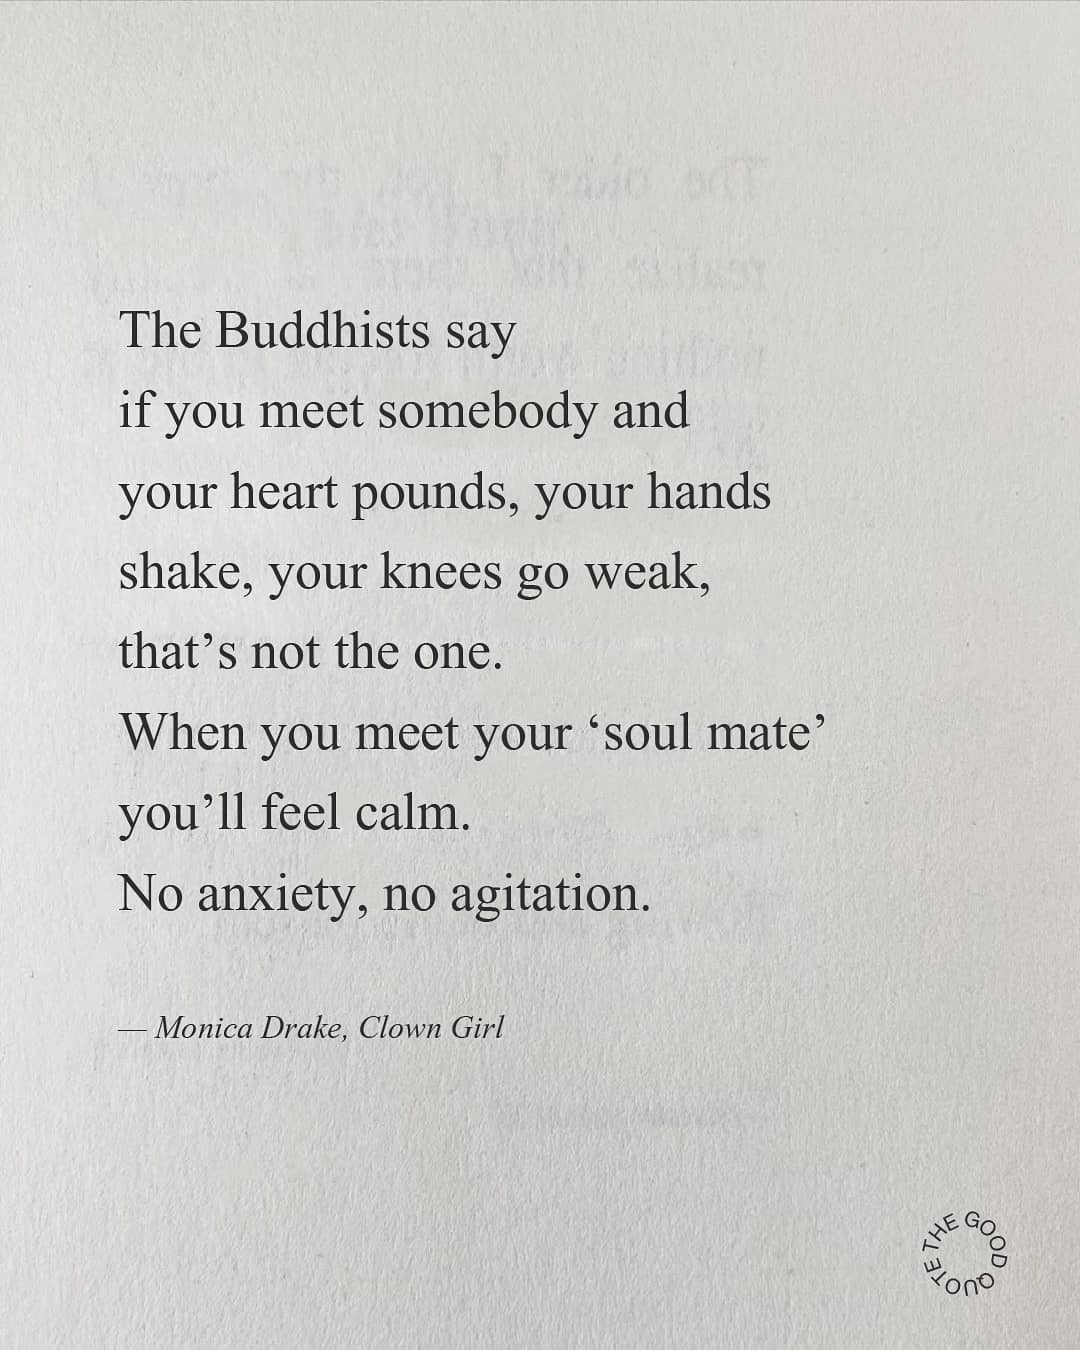 The Buddhists say
if you meet somebody and
your heart pounds, your hands
shake, your knees go weak,
that’s not the one.
When you meet your ‘soul mate’
you’ll feel calm.
No anxiety, no agitation.
— Monica Drake, Clown Girl
THE GOOD QUOTE